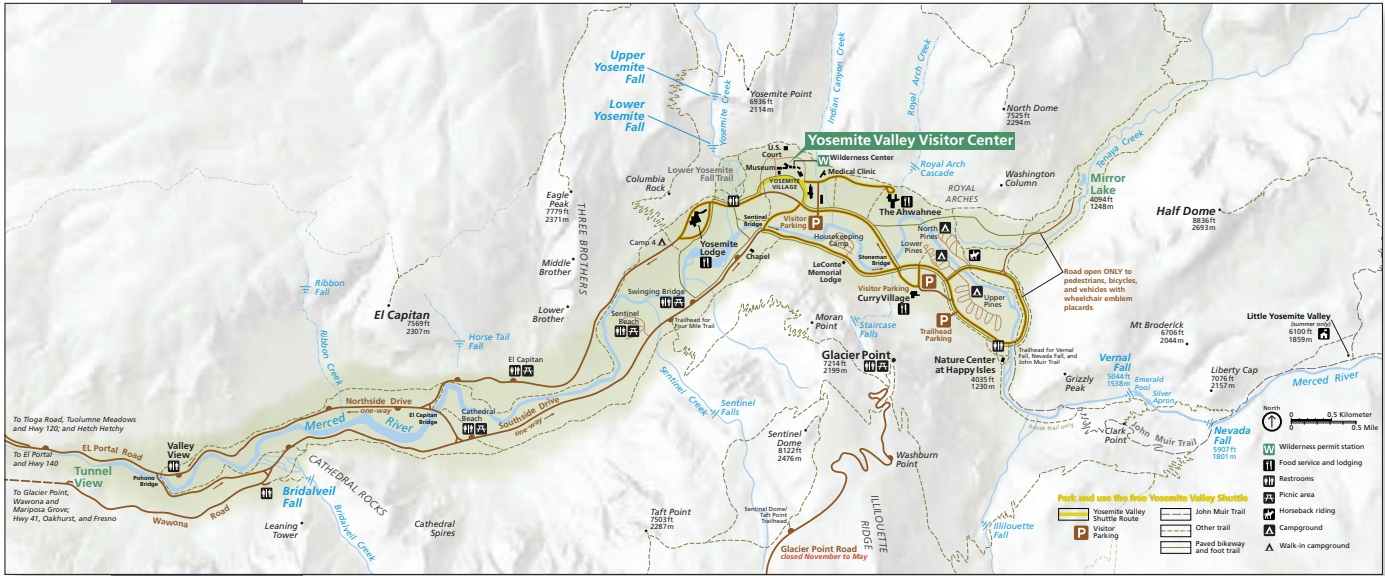 Upper
Yosemite
Fall
Lower
Yosemite
Fall
Yosemite Creek
Yosemite Point
6936 ft
2114 m
Indian Canyon Creek
Royal Arch Creek
North Dome
7525 ft
2294 m
Tenaya Creek
Yosemite Valley Visitor Center
U.S.
Court
Museum
W
Wilderness Center
Medical Clinic
YOSEMITE
VILLAGE
Lower Yosemite
Fall Trail
Columbia
Rock
Royal Arch
Cascade
ROYAL
ARCHES
Washington
Column
Mirror
Lake
4094 ft
1248 m
Half Dome
8836 ft
2693 m
Eagle
Peak
7779 ft
2371 m
THREE BROTHERS
Middle
Brother
Lower
Brother
Camp 4
Yosemite
Lodge
Sentinel
Bridge
Visitor
Parking
P
The Ahwahnee
Chapel
Housekeeping
Camp
LeConte
Memorial
Lodge
Stoneman
Bridge
North
Pines
Lower
Pines
Upper
Pines
Visitor Parking
P
Curry Village
P
Trailhead
Parking
Road open ONLY to
pedestrians, bicycles,
and vehicles with
wheelchair emblem
placards
Swinging Bridge
Sentinel
Beach
Trailhead for
Four Mile Trail
Moran
Point
Staircase
Falls
Glacier Point
7214 ft
2199 m
Nature Center
at Happy Isles
4035 ft
1230 m
Trailhead for Vernal
Fall, Nevada Fall, and
John Muir Trail
Mt Broderick
6706 ft
2044 m
Little Yosemite Valley
(summer only)
6100 ft
1859 m
Grizzly
Peak
Vernal
Fall
5044 ft
1538 m
Emerald
Pool
Silver
Apron
Liberty Cap
7076 ft
2157 m
Merced River
Ribbon
Fall
Ribbon Creek
El Capitan
7569 ft
2307 m
Horse Tail
Fall
El Capitan
Northside Drive
one-way
Merced
River
El Capitan
Bridge
Cathedral
Beach
Southside Drive
one-way
Sentinel Creek
Sentinel
Falls
Sentinel
Dome
8122 ft
2476 m
Washburn
Point
horse trail only
Clark
Point
John Muir Trail
Nevada
Fall
5907 ft
1801 m
To Tioga Road, Tuolumne Meadows
and Hwy 120; and Hetch Hetchy
EL Portal Road
To El Portal
and Hwy 140
Tunnel
View
Valley
View
Pohono
Bridge
To Glacier Point,
Wawona and
Mariposa Grove;
Hwy 41, Oakhurst, and Fresno
Wawona Road
Bridalveil
Fall
Bridalveil Creek
CATHEDRAL ROCKS
Leaning
Tower
Cathedral
Spires
Taft Point
7503 ft
2287 m
Sentinel Dome/
Taft Point
Trailhead
Glacier Point Road
closed November to May
ILLILOUETTE
RIDGE
Illilouette
Fall
North
0 0.5 Kilometer
0 0.5 Mile
W Wilderness permit station
Food service and lodging
Restrooms
Picnic area
Horseback riding
Campground
Walk-in campground
Park and use the free Yosemite Valley Shuttle
Yosemite Valley
Shuttle Route
P Visitor
Parking
John Muir Trail
Other trail
Paved bikeway
and foot trail